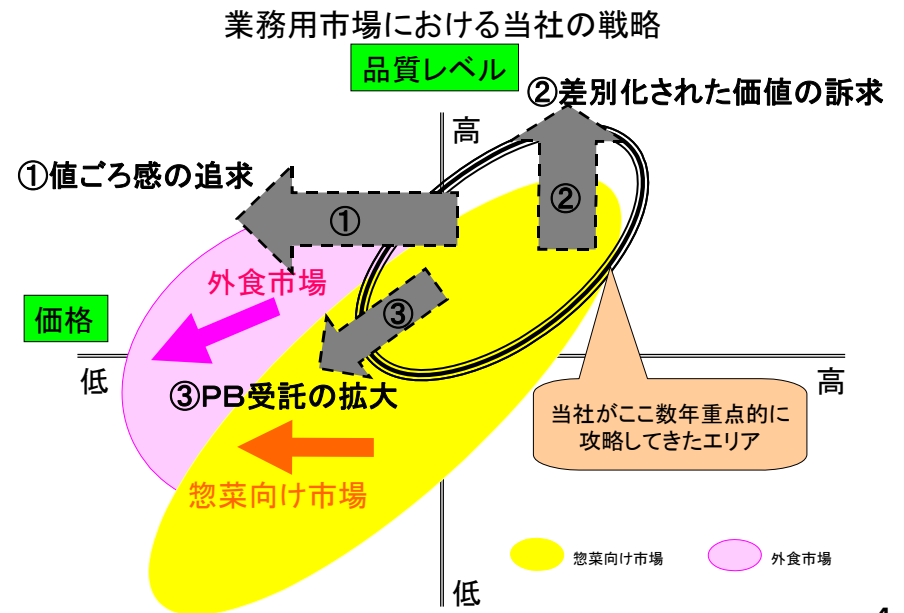 業務用市場における当社の戦略
品質レベル
②差別化された価値の訴求
高
①値ごろ感の追求
①
②
外食市場
③
価格
低
高
③PB受託の拡大
当社がここ数年重点的に
攻略してきたエリア
惣菜向け市場
惣菜向け市場
外食市場
低